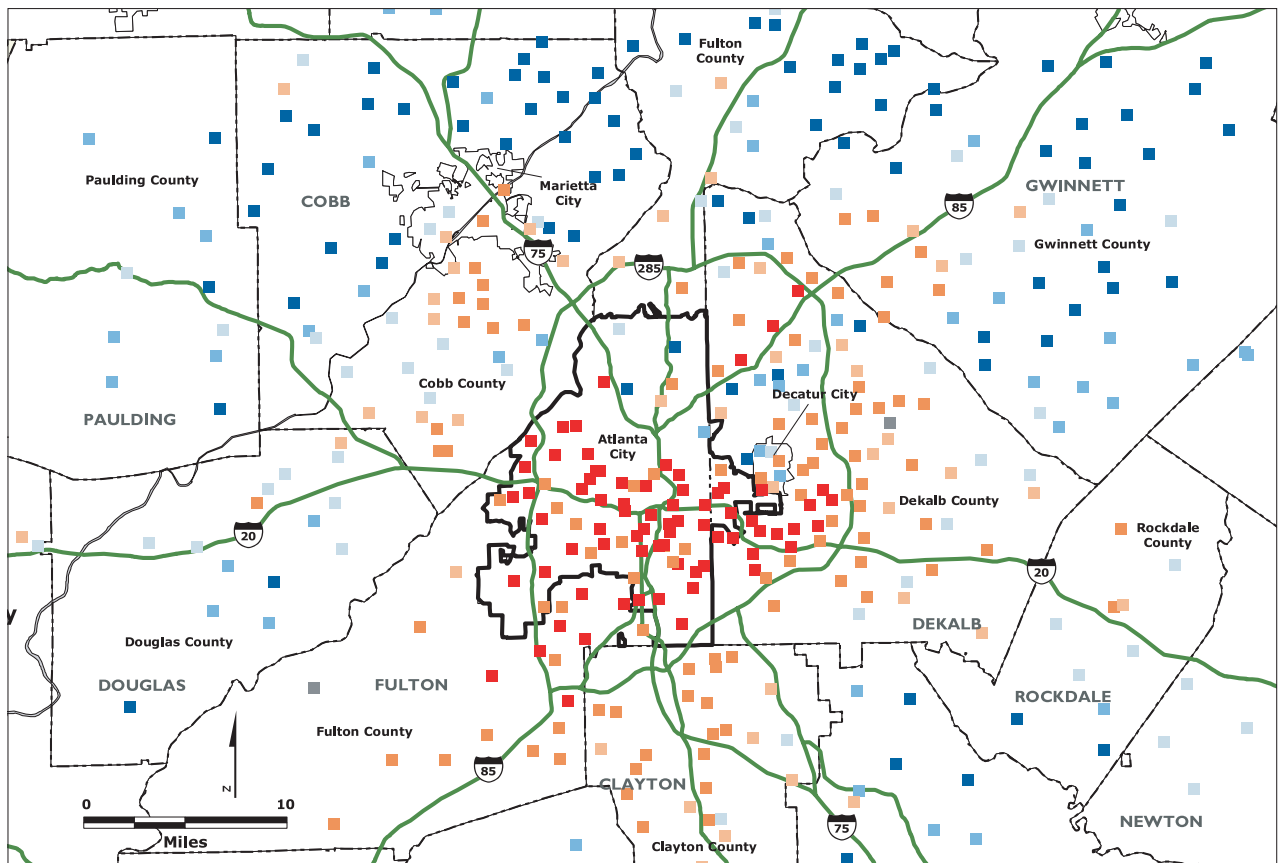 Fulton
County
Paulding County
COBB
Marietta
City
GWINNETT
85
Gwinnett County
75
285
Cobb County
Decatur City
PAULDING
Atlanta
City
Dekalb County
20
Rockdale
County
20
y
Douglas County
DEKALB
DOUGLAS
FULTON
ROCKDALE
Fulton County
85
CLAYTON
N
0 10
Miles
75
NEWTON
Clayton County